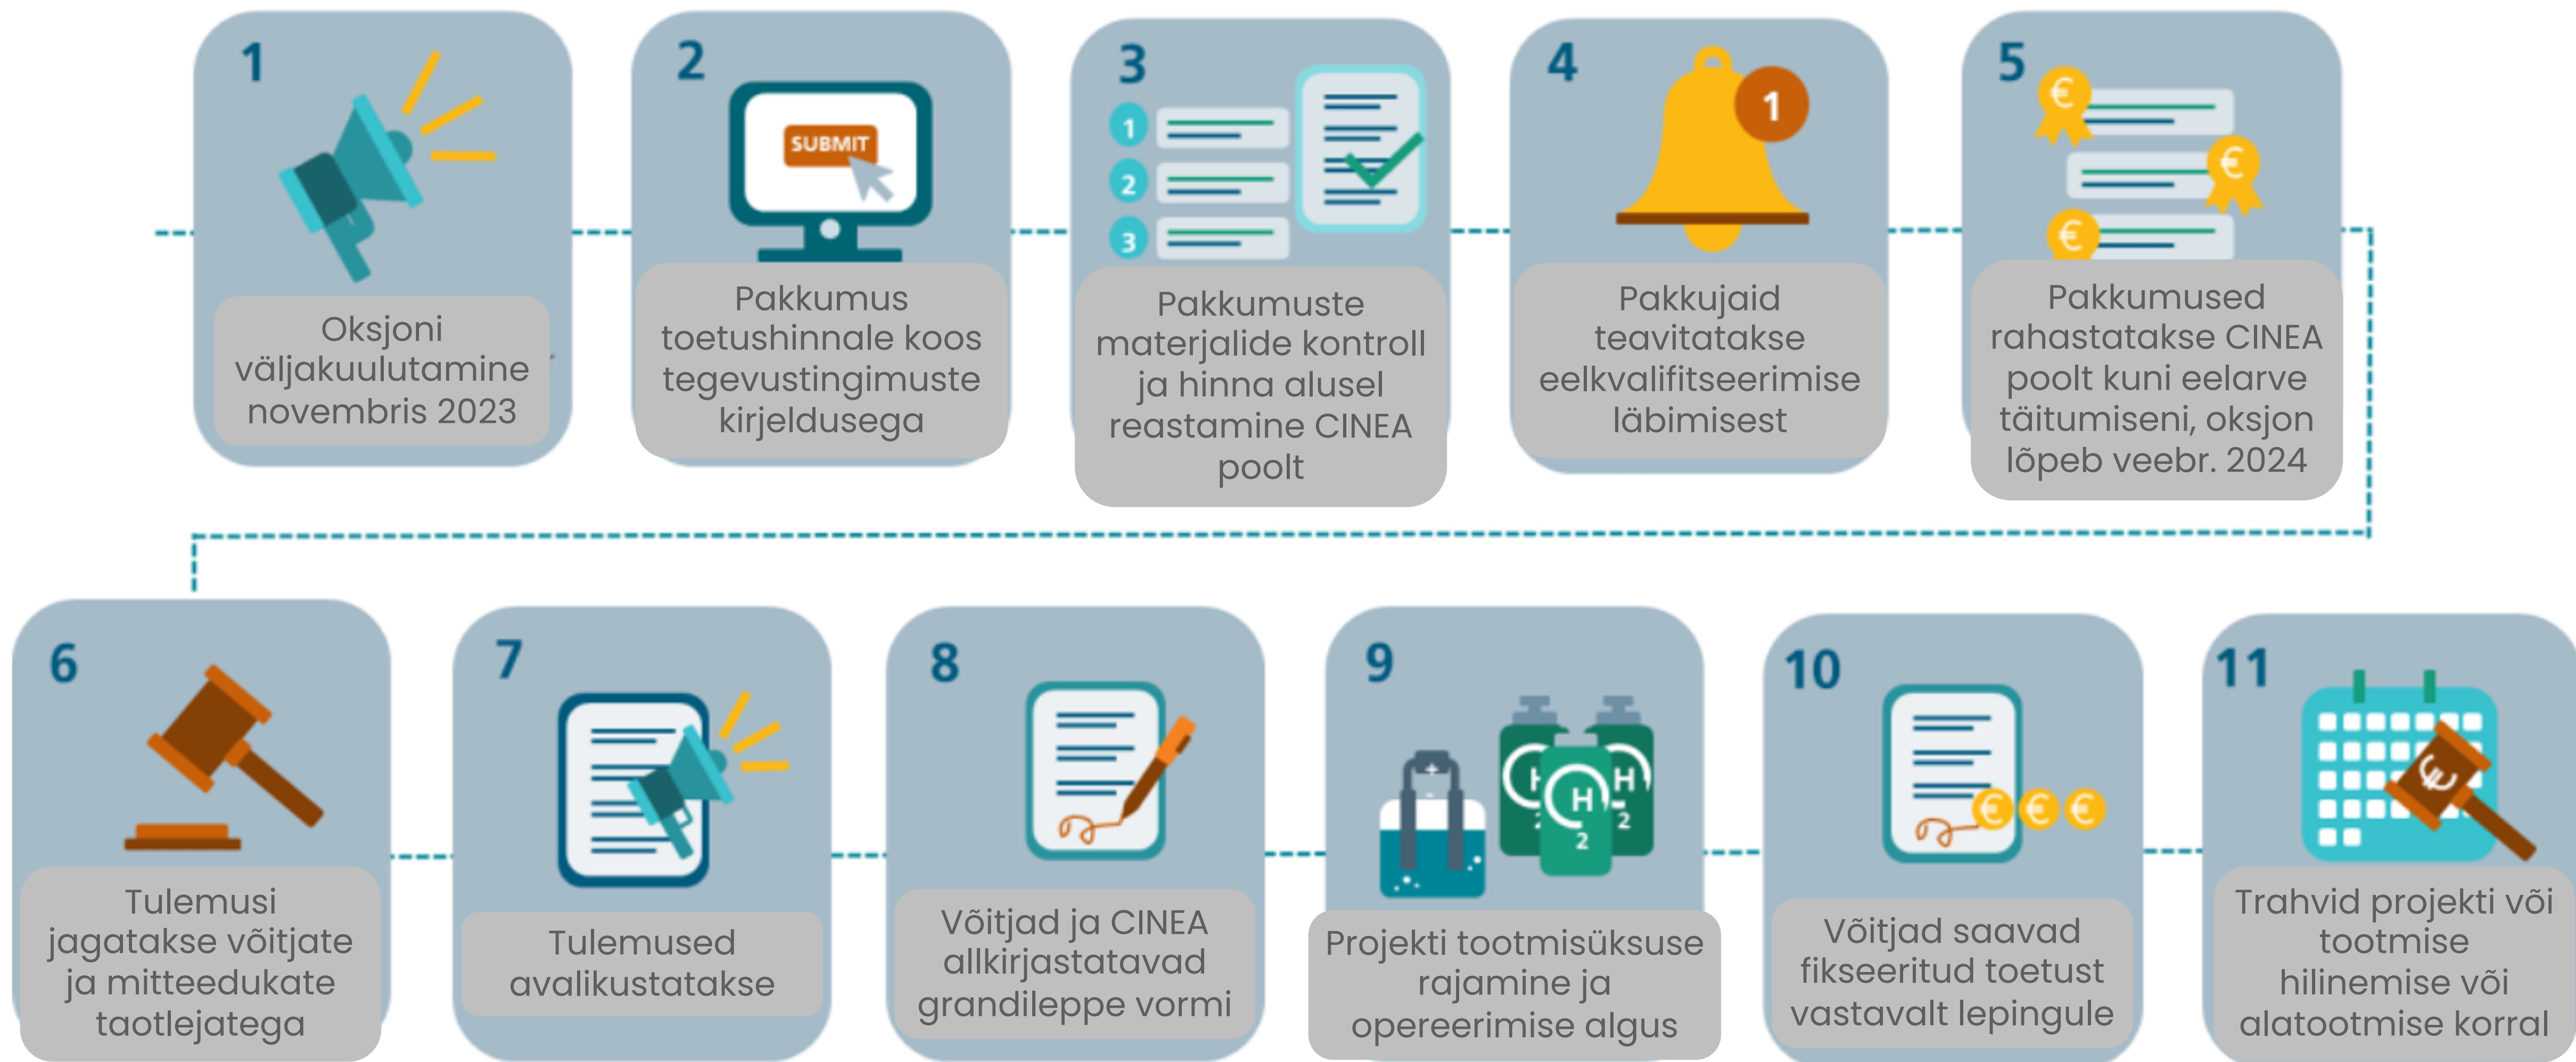 1
Oksjoni
väljakuulutamine
novembris 2023
2
SUBMIT
Pakkumus
toetushinnale koos
tegevustingimuste
kirjeldusega
3
1
2
3
Pakkumuste
materjalide kontroll
ja hinna alusel
reastamine CINEA
poolt
4
1
Pakkujaid
teavitatakse
eelkvalifitseerimise
läbimisest
5
€
€
€
Pakkumused
rahastatakse CINEA
poolt kuni eelarve
täitumiseni, oksjon
lõpeb veebr. 2024
6
Tulemusi
jagatakse võitjate
ja mitteedukate
taotlejatega
7
Tulemused
avalikustatakse
8
Võitjad ja CINEA
allkirjastatavad
grandileppe vormi
9
+
-
H
2
H
2
H
2
Projekti tootmisüksuse
rajamine ja
opereerimise algus
10
€ € €
Võitjad saavad
fikseeritud toetust
vastavalt lepingule
11
€
Trahvid projekti või
tootmise
hilinemise või
alatootmise korral